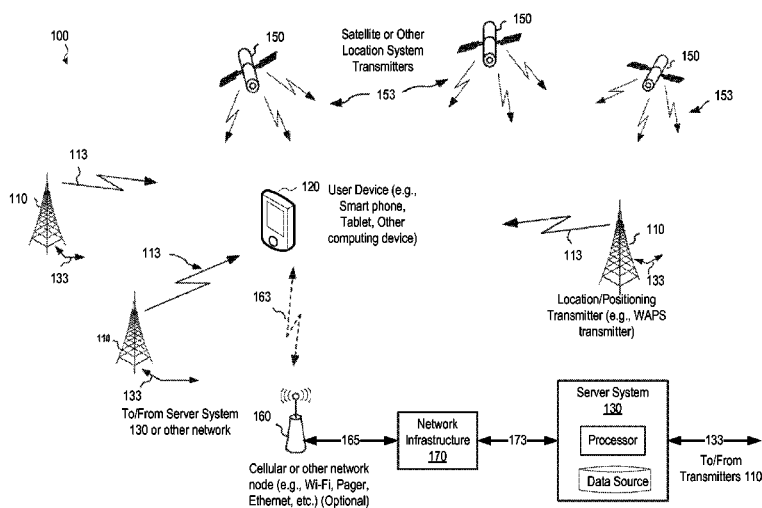 100
150
Satellite or Other
Location System
Transmitters
150
150
153
153
113
110
133
120
User Device (e.g.,
Smart phone,
Tablet, Other
computing device)
110
113
133
113
163
Location/Positioning
Transmitter (e.g., WAPS
transmitter)
110
133
To/From Server System
130 or other network
160
165
Network
Infrastructure
170
173
Server System
130
Processor
Data Source
133
To/From
Transmitters 110
Cellular or other network
node (e.g., Wi-Fi, Pager,
Ethernet, etc.) (Optional)